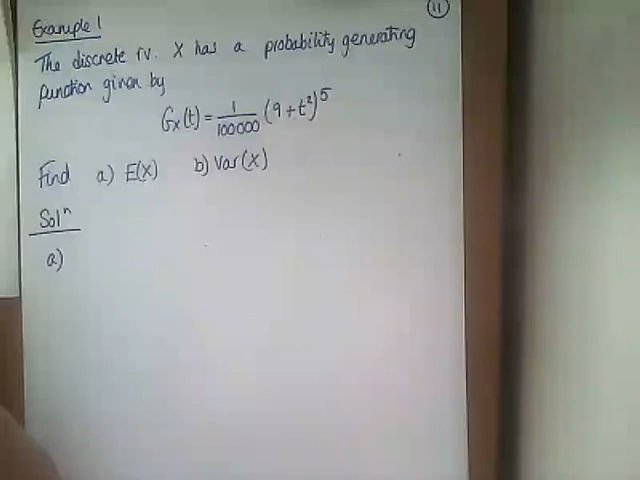 11
Example 1
The discrete rv. X has a probability generating
function given by
Gx(t) = 1/100000 (9 + t²)⁵
Find a) E(X) b) Var(X)
Solⁿ
a)